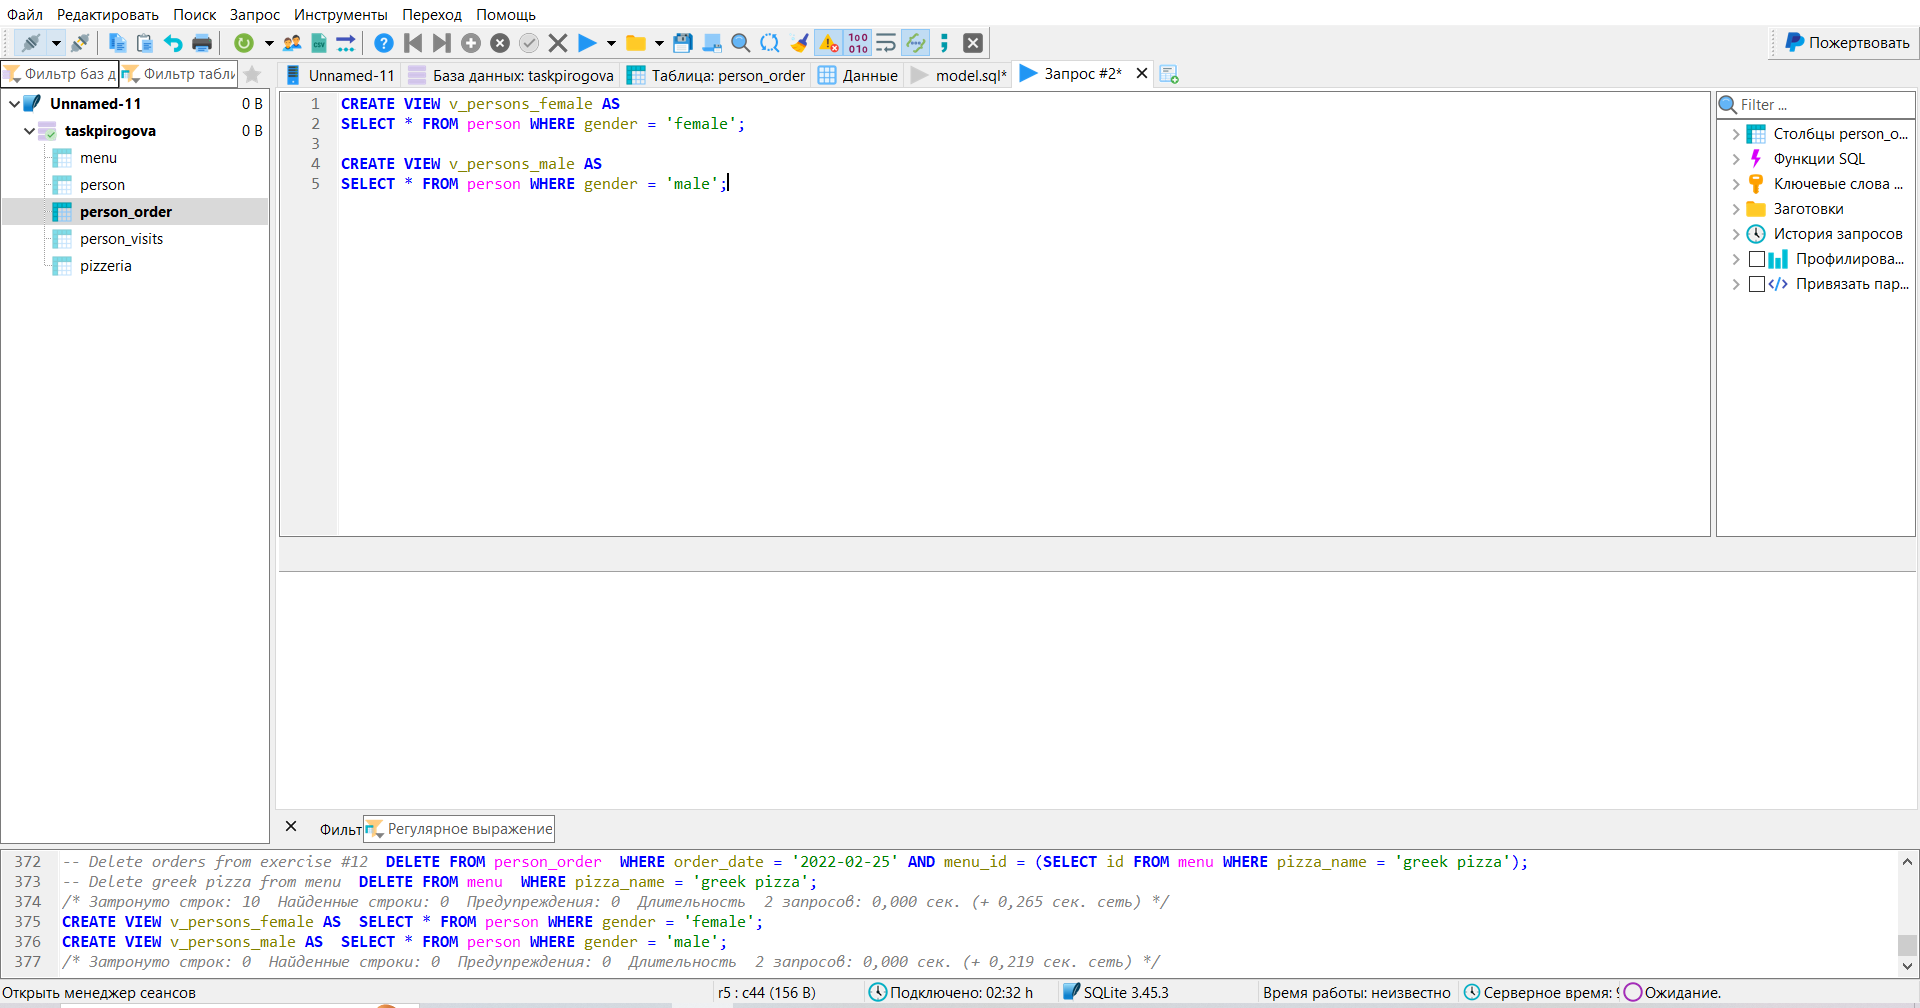 Файл Редактировать Поиск Запрос Инструменты Переход Помощь
Пожертвовать
Фильтр баз д Фильтр табли
Unnamed-11 База данных: taskpirogova Таблица: person_order Данные model.sql* Запрос #2*
Unnamed-11 0 B
taskpirogova 0 B
menu
person
person_order
person_visits
pizzeria
1 CREATE VIEW v_persons_female AS
2 SELECT * FROM person WHERE gender = 'female';
3
4 CREATE VIEW v_persons_male AS
5 SELECT * FROM person WHERE gender = 'male';
Filter ...
Столбцы person_o...
Функции SQL
Ключевые слова ...
Заготовки
История запросов
Профилирова...
Привязать пар...
Фильт Регулярное выражение
372 -- Delete orders from exercise #12 DELETE FROM person_order WHERE order_date = '2022-02-25' AND menu_id = (SELECT id FROM menu WHERE pizza_name = 'greek pizza');
373 -- Delete greek pizza from menu DELETE FROM menu WHERE pizza_name = 'greek pizza';
374 /* Затронуто строк: 10 Найденные строки: 0 Предупреждения: 0 Длительность 2 запросов: 0,000 сек. (+ 0,265 сек. сеть) */
375 CREATE VIEW v_persons_female AS SELECT * FROM person WHERE gender = 'female';
376 CREATE VIEW v_persons_male AS SELECT * FROM person WHERE gender = 'male';
377 /* Затронуто строк: 0 Найденные строки: 0 Предупреждения: 0 Длительность 2 запросов: 0,000 сек. (+ 0,219 сек. сеть) */
Открыть менеджер сеансов r5 : c44 (156 B) Подключено: 02:32 h SQLite 3.45.3 Время работы: неизвестно Серверное время: Ожидание.